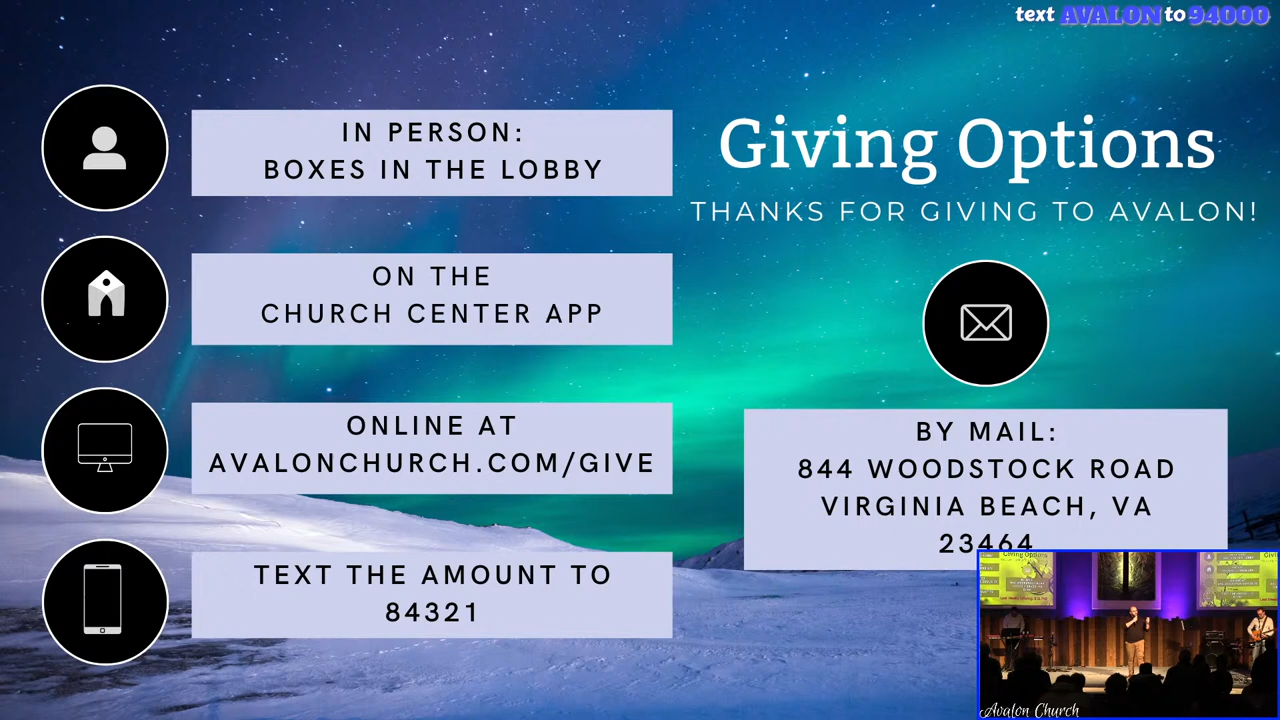 text AVALON to 94000
IN PERSON:
BOXES IN THE LOBBY
ON THE
CHURCH CENTER APP
ONLINE AT
AVALONCHURCH.COM/GIVE
TEXT THE AMOUNT TO
84321
Giving Options
THANKS FOR GIVING TO AVALON!
BY MAIL:
844 WOODSTOCK ROAD
VIRGINIA BEACH, VA
23464
Giving Options
Avalon Church